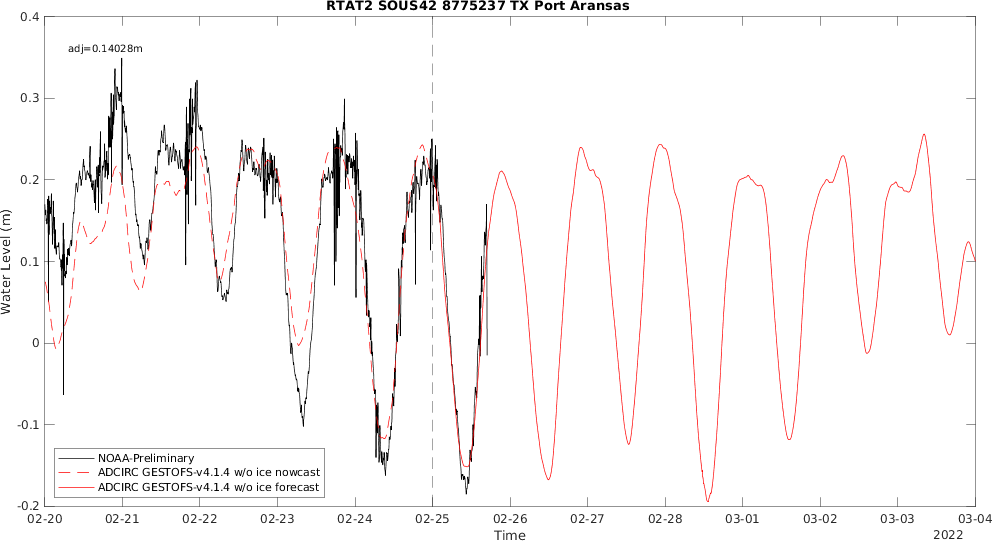 RTAT2 SOUS42 8775237 TX Port Aransas
adj=0.14028m
0.4
0.3
0.2
0.1
0
-0.1
-0.2
Water Level (m)
NOAA-Preliminary
ADCIRC GESTOFS-v4.1.4 w/o ice nowcast
ADCIRC GESTOFS-v4.1.4 w/o ice forecast
02-20 02-21 02-22 02-23 02-24 02-25 02-26 02-27 02-28 03-01 03-02 03-03 03-04
Time
2022